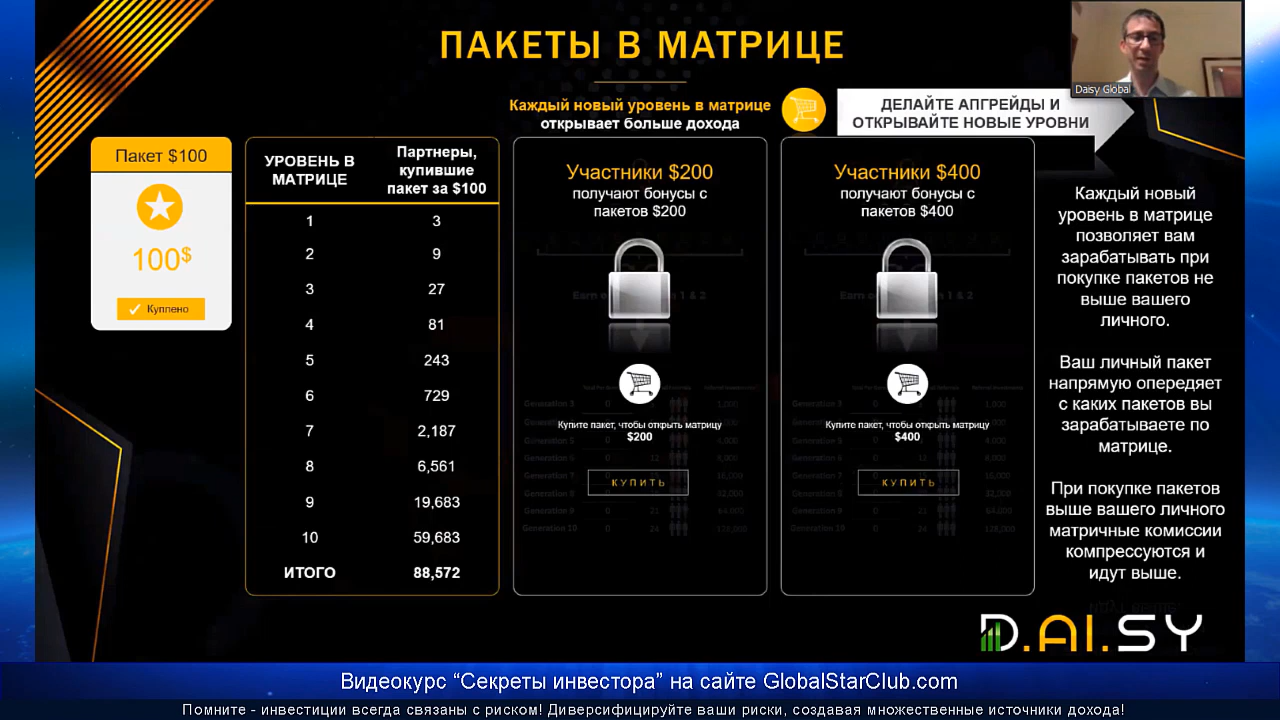 ПАКЕТЫ В МАТРИЦЕ
Daisy Global
Каждый новый уровень в матрице
открывает больше дохода
ДЕЛАЙТЕ АПГРЕЙДЫ И
ОТКРЫВАЙТЕ НОВЫЕ УРОВНИ
Пакет $100
100$
Куплено
УРОВЕНЬ В
МАТРИЦЕ
Партнеры,
купившие
пакет за $100
1 3
2 9
3 27
4 81
5 243
6 729
7 2,187
8 6,561
9 19,683
10 59,683
ИТОГО 88,572
Участники $200
получают бонусы с
пакетов $200
Купите пакет, чтобы открыть матрицу
$200
КУПИТЬ
Участники $400
получают бонусы с
пакетов $400
Купите пакет, чтобы открыть матрицу
$400
КУПИТЬ
Каждый новый
уровень в матрице
позволяет вам
зарабатывать при
покупке пакетов не
выше вашего
личного.
Ваш личный пакет
напрямую опередяет
с каких пакетов вы
зарабатываете по
матрице.
При покупке пакетов
выше вашего личного
матричные комиссии
компрессуются и
идут выше.
D.AI.SY
Видеокурс “Секреты инвестора” на сайте GlobalStarClub.com
Помните - инвестиции всегда связаны с риском! Диверсифицируйте ваши риски, создавая множественные источники дохода!